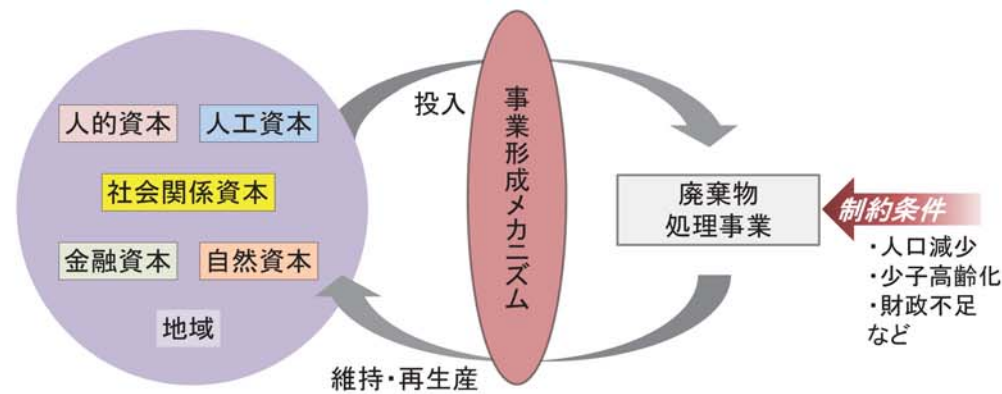 人的資本
人工資本
社会関係資本
金融資本
自然資本
地域
投入
事業形成メカニズム
維持・再生産
廃棄物
処理事業
制約条件
・人口減少
・少子高齢化
・財政不足
など